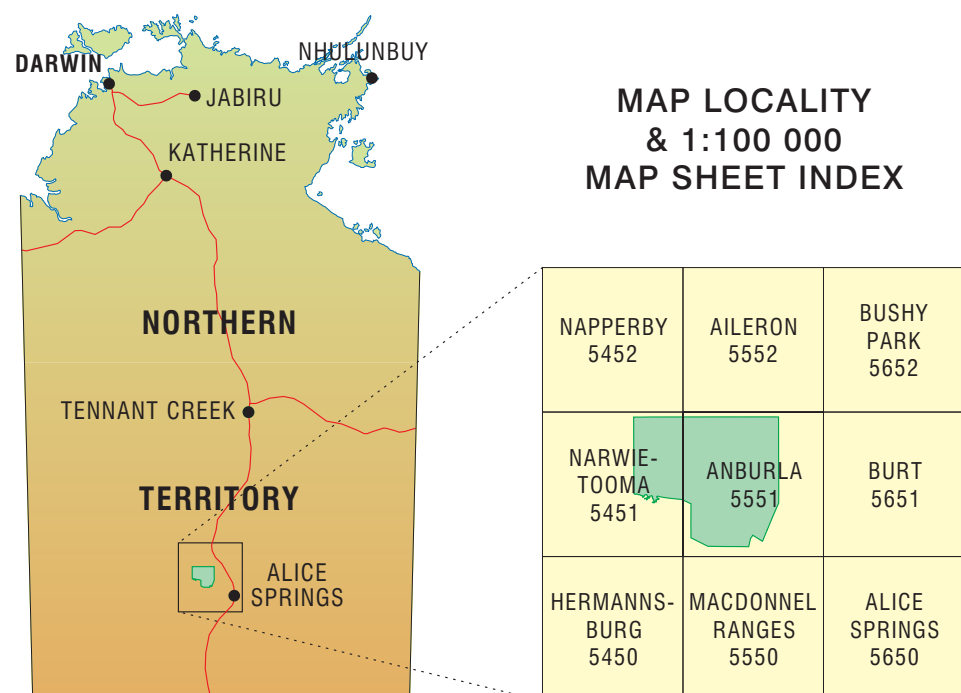 DARWIN
NHULUNBUY
JABIRU
KATHERINE
NORTHERN
TENNANT CREEK
TERRITORY
ALICE
SPRINGS
MAP LOCALITY
& 1:100 000
MAP SHEET INDEX
NAPPERBY
5452
AILERON
5552
BUSHY
PARK
5652
NARWIE-
TOOMA
5451
ANBURLA
5551
BURT
5651
HERMANNS-
BURG
5450
MACDONNEL
RANGES
5550
ALICE
SPRINGS
5650